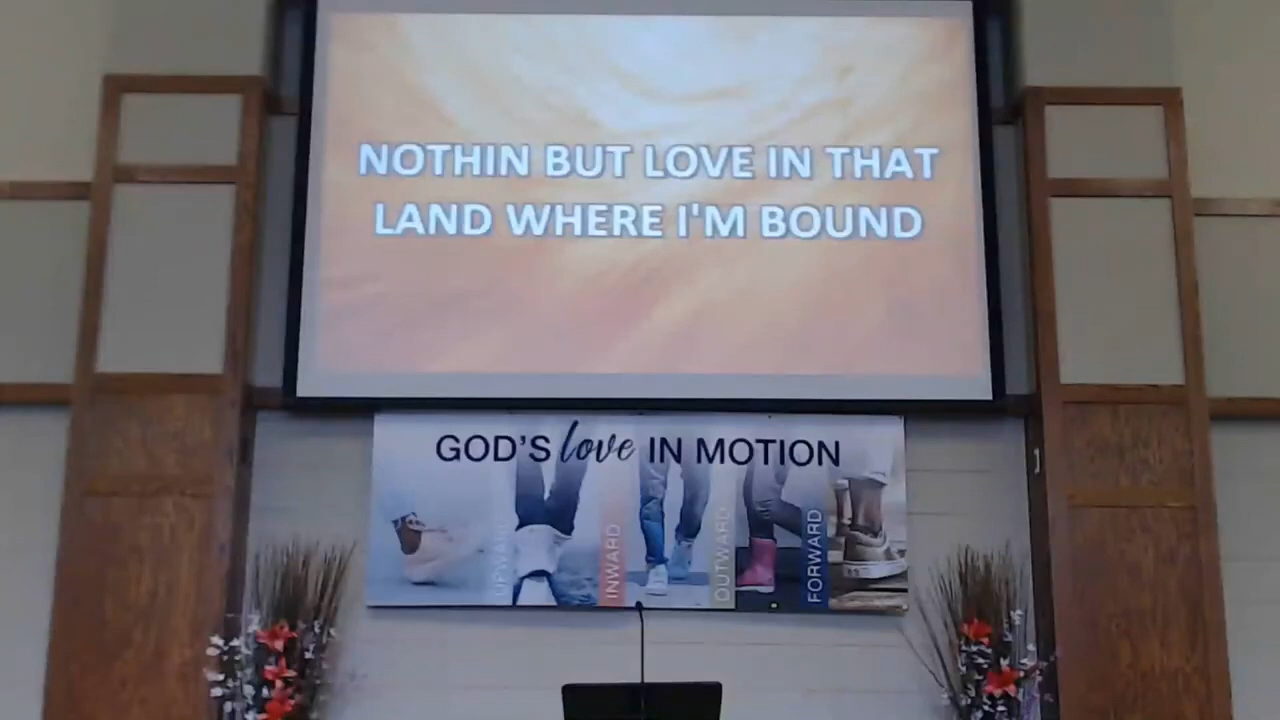 NOTHIN BUT LOVE IN THAT
LAND WHERE I'M BOUND
GOD'S love IN MOTION
UPWARD
INWARD
OUTWARD
FORWARD